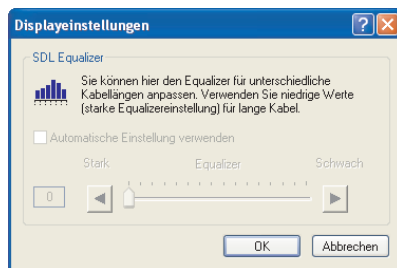 Displayeinstellungen
SDL Equalizer
Sie können hier den Equalizer für unterschiedliche
Kabellängen anpassen. Verwenden Sie niedrige Werte
(starke Equalizereinstellung) für lange Kabel.
Automatische Einstellung verwenden
Stark Equalizer Schwach
0
OK Abbrechen